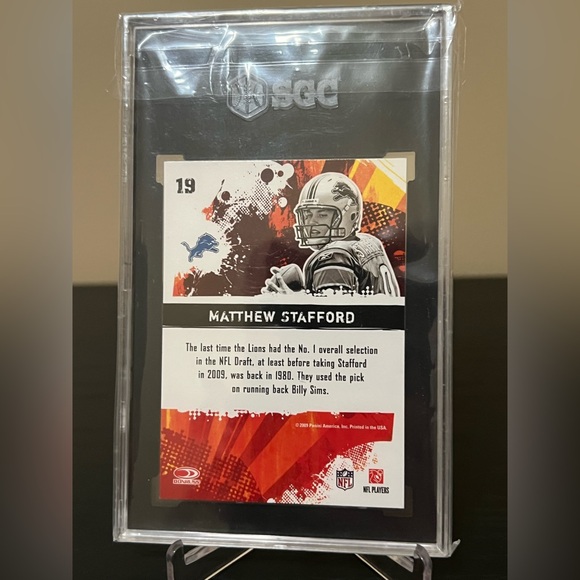 SGC
19
MATTHEW STAFFORD
The last time the Lions had the No. 1 overall selection
in the NFL Draft, at least before taking Stafford
in 2009, was back in 1980. They used the pick
on running back Billy Sims.
©2009 Panini America, Inc. Printed in the USA.
DONRUSS
NFL
NFL PLAYERS